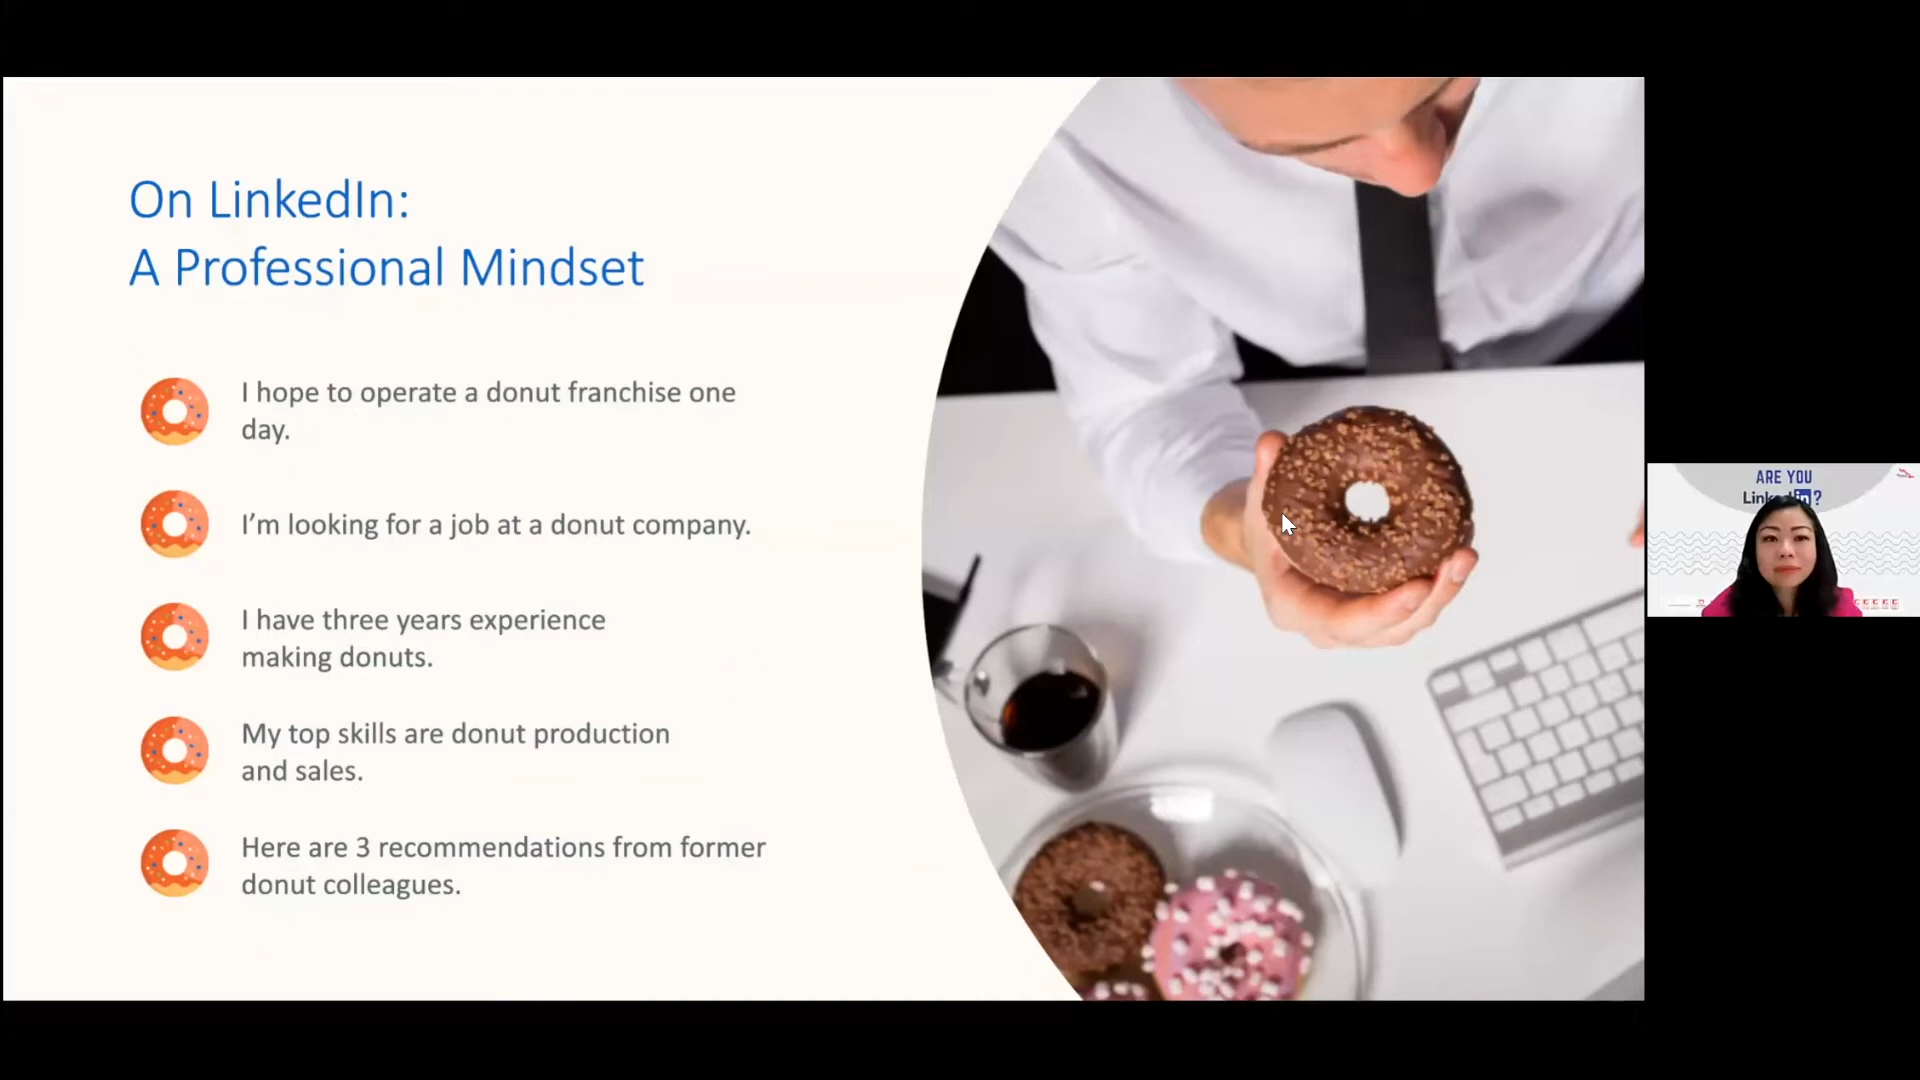 On LinkedIn:
A Professional Mindset
I hope to operate a donut franchise one
day.
I’m looking for a job at a donut company.
I have three years experience
making donuts.
My top skills are donut production
and sales.
Here are 3 recommendations from former
donut colleagues.
ARE YOU